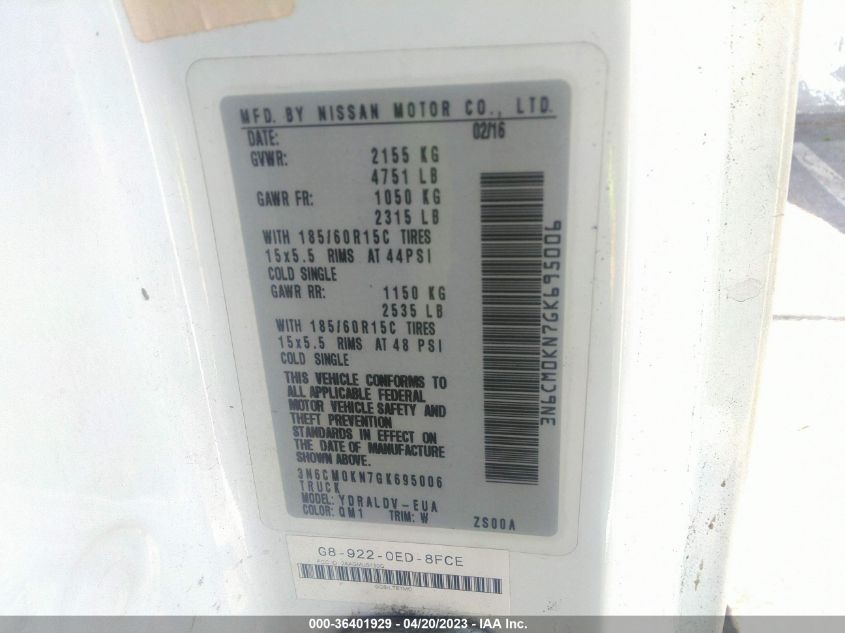 MFD. BY NISSAN MOTOR CO., LTD.
DATE: 02/16
GVWR: 2155 KG
4751 LB
GAWR FR: 1050 KG
2315 LB
WITH 185/60R15C TIRES
15x5.5 RIMS AT 44PSI
COLD SINGLE
GAWR RR: 1150 KG
2535 LB
WITH 185/60R15C TIRES
15x5.5 RIMS AT 48 PSI
COLD SINGLE
THIS VEHICLE CONFORMS TO
ALL APPLICABLE FEDERAL
MOTOR VEHICLE SAFETY AND
THEFT PREVENTION
STANDARDS IN EFFECT ON
THE DATE OF MANUFACTURE
SHOWN ABOVE.
3N6CM0KN7GK695006
TRUCK
MODEL: YDRALDV-EUA
COLOR: QM1 TRIM: W
ZS00A
3N6CM0KN7GK695006
G8-922-0ED-8FCE
FCC ID:
000-36401929 - 04/20/2023 - IAA Inc.